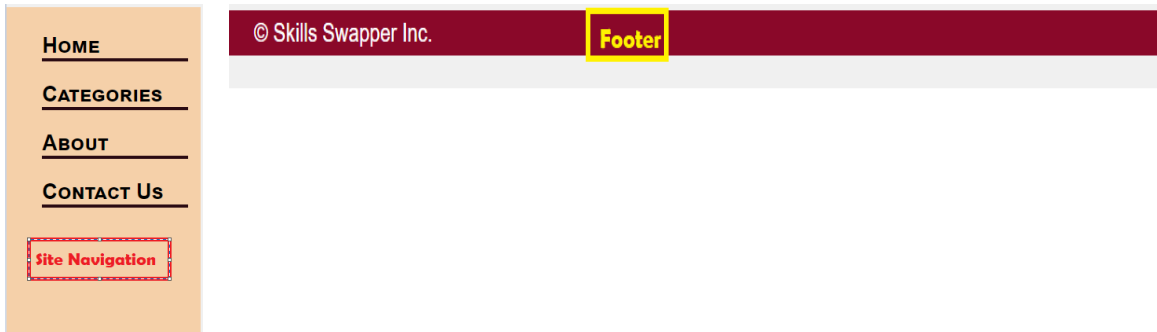 Home
Categories
About
Contact Us
Site Navigation
© Skills Swapper Inc.
Footer